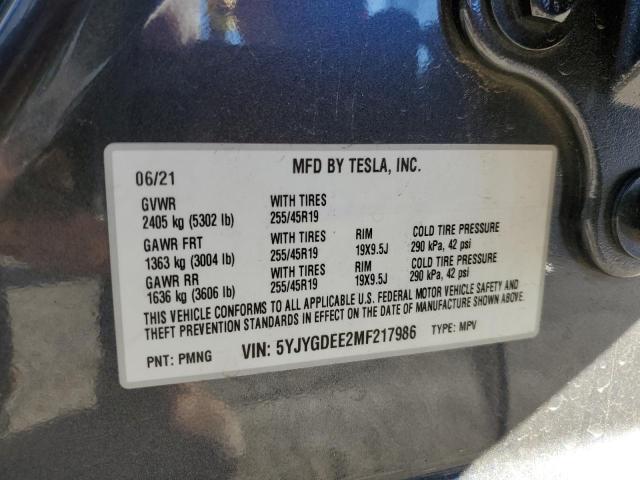 MFD BY TESLA, INC.
06/21
GVWR WITH TIRES
2405 kg (5302 lb) 255/45R19
GAWR FRT WITH TIRES RIM COLD TIRE PRESSURE
1363 kg (3004 lb) 255/45R19 19X9.5J 290 kPa, 42 psi
GAWR RR WITH TIRES RIM COLD TIRE PRESSURE
1636 kg (3606 lb) 255/45R19 19X9.5J 290 kPa, 42 psi
THIS VEHICLE CONFORMS TO ALL APPLICABLE U.S. FEDERAL MOTOR VEHICLE SAFETY AND
THEFT PREVENTION STANDARDS IN EFFECT ON THE DATE OF MANUFACTURE SHOWN ABOVE.
PNT: PMNG VIN: 5YJYGDEE2MF217986 TYPE: MPV